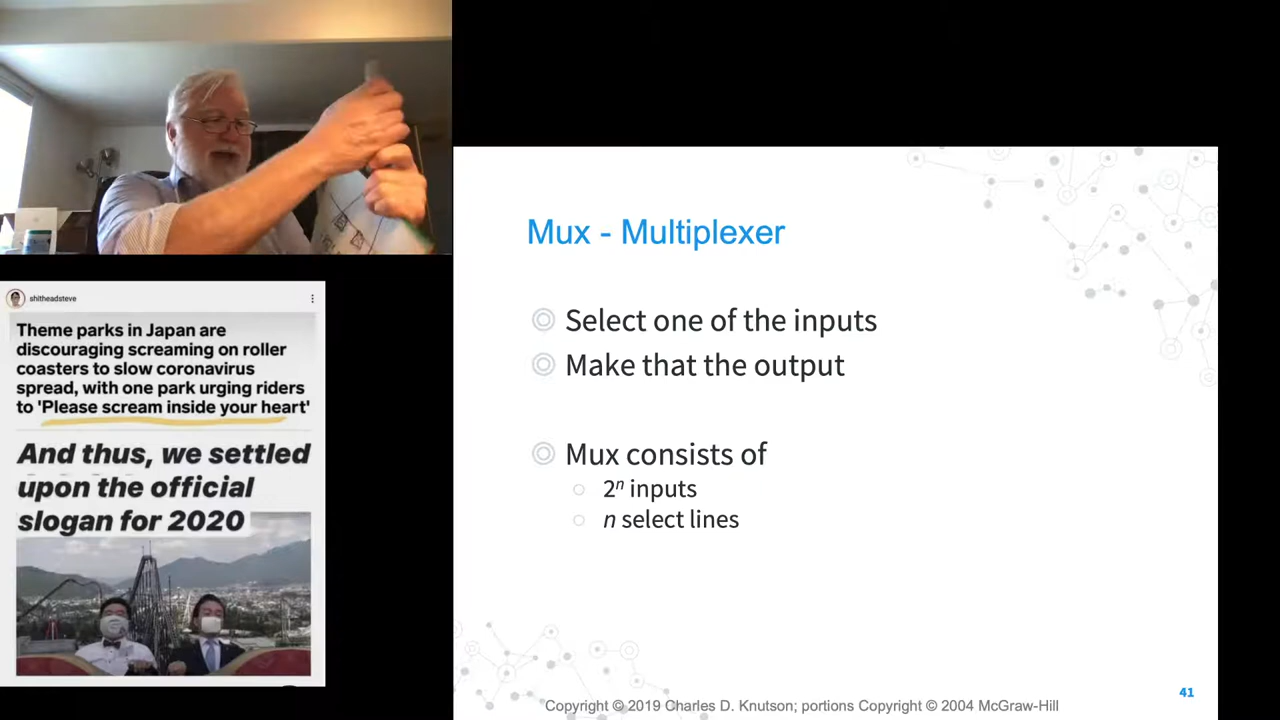 shitheadsteve
Theme parks in Japan are
discouraging screaming on roller
coasters to slow coronavirus
spread, with one park urging riders
to 'Please scream inside your heart'
And thus, we settled
upon the official
slogan for 2020
Mux - Multiplexer
Select one of the inputs
Make that the output
Mux consists of
2ⁿ inputs
n select lines
41
Copyright © 2019 Charles D. Knutson; portions Copyright © 2004 McGraw-Hill